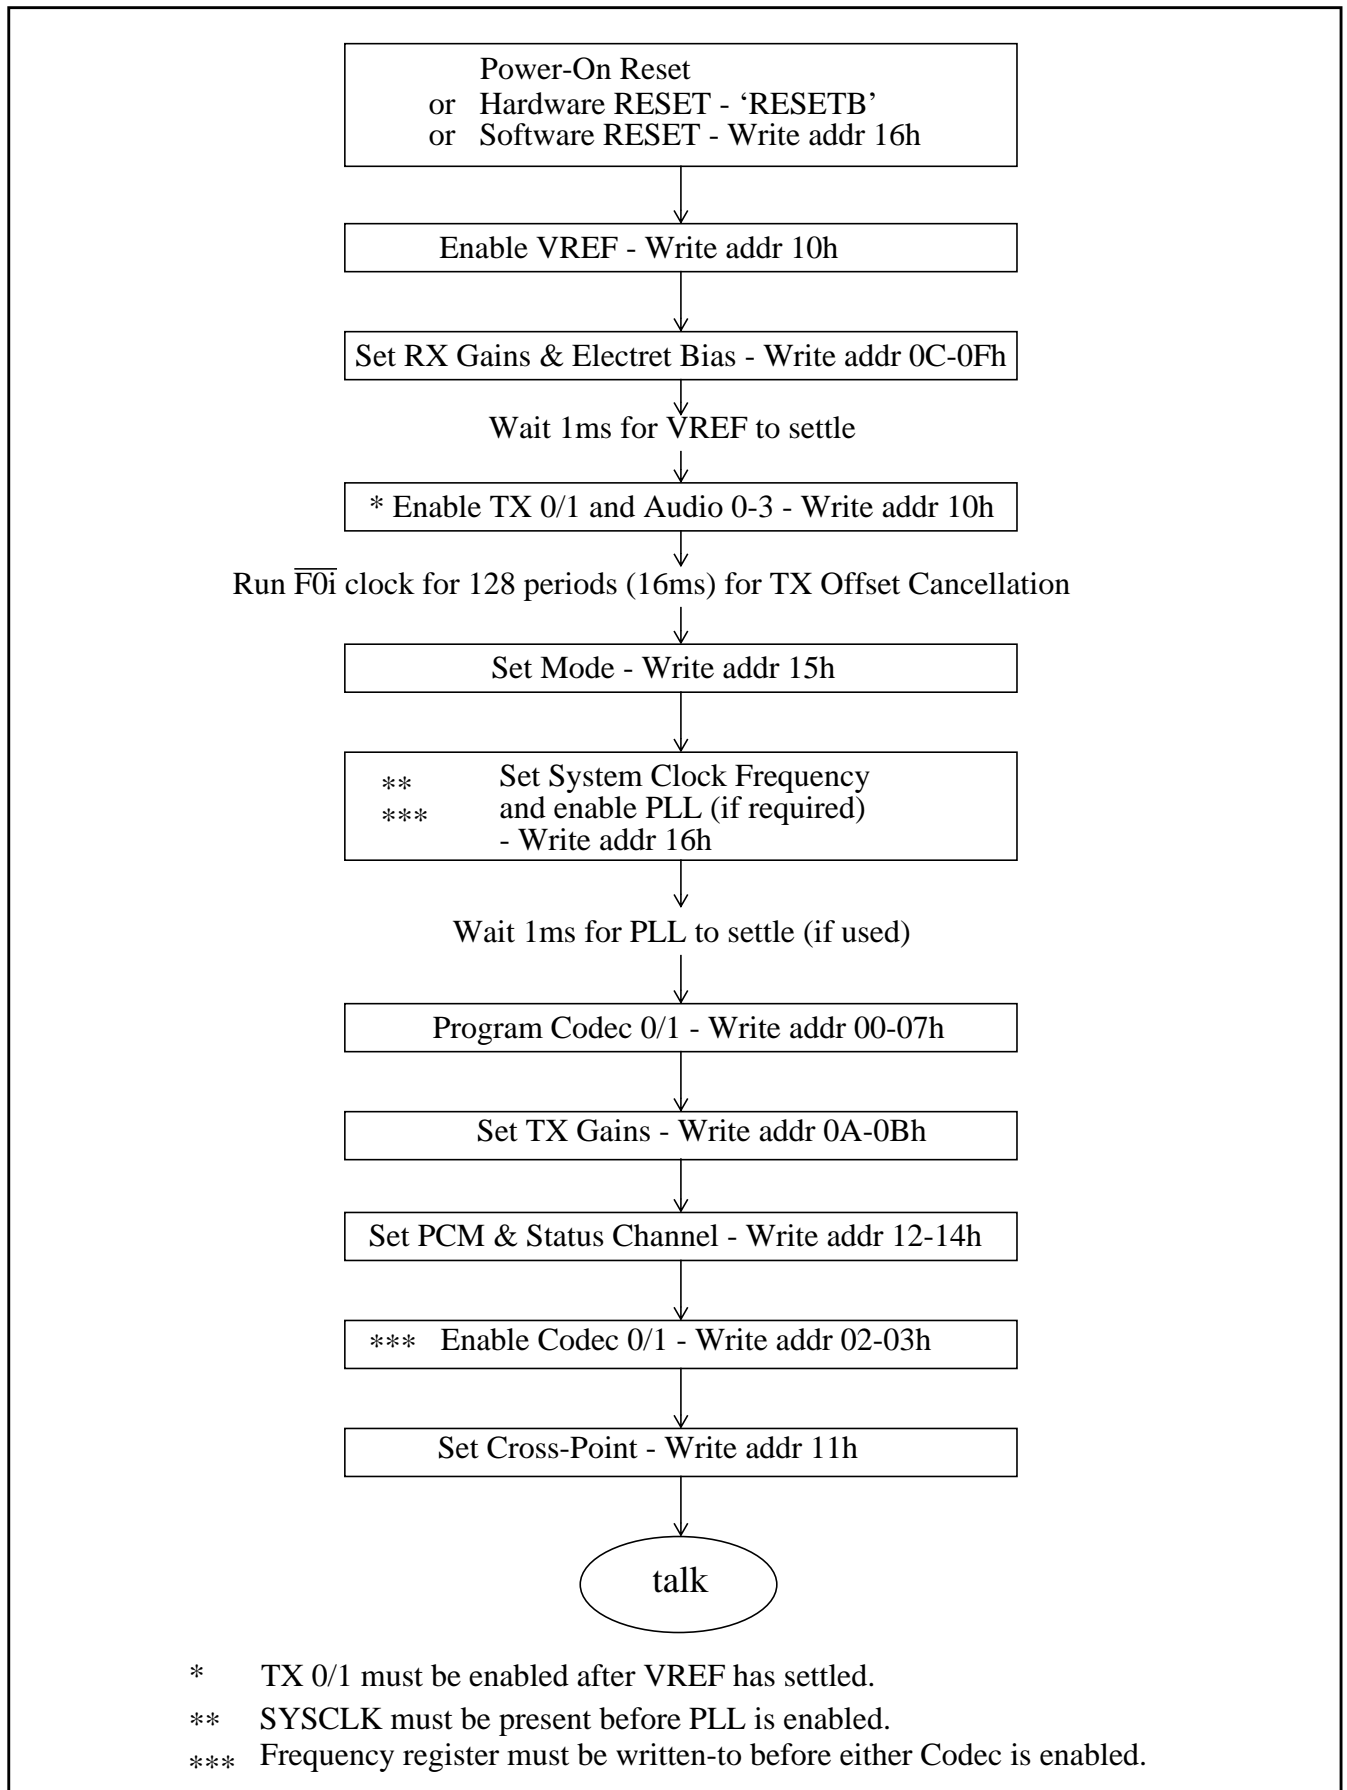 Power-On Reset
or Hardware RESET - ‘RESETB’
or Software RESET - Write addr 16h
Enable VREF - Write addr 10h
Set RX Gains & Electret Bias - Write addr 0C-0Fh
Wait 1ms for VREF to settle
* Enable TX 0/1 and Audio 0-3 - Write addr 10h
Run F̅0̅i̅ clock for 128 periods (16ms) for TX Offset Cancellation
Set Mode - Write addr 15h
** Set System Clock Frequency
*** and enable PLL (if required)
- Write addr 16h
Wait 1ms for PLL to settle (if used)
Program Codec 0/1 - Write addr 00-07h
Set TX Gains - Write addr 0A-0Bh
Set PCM & Status Channel - Write addr 12-14h
*** Enable Codec 0/1 - Write addr 02-03h
Set Cross-Point - Write addr 11h
talk
* TX 0/1 must be enabled after VREF has settled.
** SYSCLK must be present before PLL is enabled.
*** Frequency register must be written-to before either Codec is enabled.